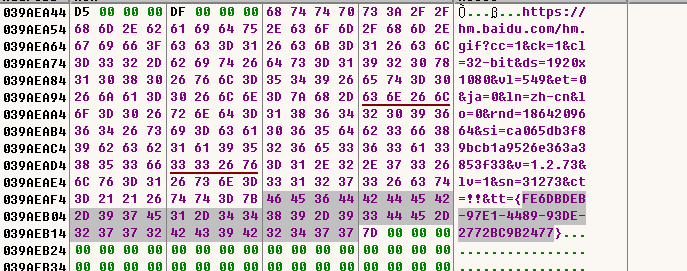 039AEA44 D5 00 00 00 DF 00 00 00 68 74 74 70 73 3A 2F 2F Õ...ß...https://
039AEA54 68 6D 2E 62 61 69 64 75 2E 63 6F 6D 2F 68 6D 2E hm.baidu.com/hm.
039AEA64 67 69 66 3F 63 63 3D 31 26 63 6B 3D 31 26 63 6C gif?cc=1&ck=1&cl
039AEA74 3D 33 32 2D 62 69 74 26 64 73 3D 31 39 32 30 78 =32-bit&ds=1920x
039AEA84 31 30 38 30 26 76 6C 3D 35 34 39 26 65 74 3D 30 1080&vl=549&et=0
039AEA94 26 6A 61 3D 30 26 6C 6E 3D 7A 68 2D 63 6E 26 6C &ja=0&ln=zh-cn&l
039AEAA4 6F 3D 30 26 72 6E 64 3D 31 38 36 34 32 30 39 36 o=0&rnd=18642096
039AEAB4 36 34 26 73 69 3D 63 61 30 36 35 64 62 33 66 38 64&si=ca065db3f8
039AEAC4 39 62 63 62 31 61 39 35 32 36 65 33 36 33 61 33 9bcb1a9526e363a3
039AEAD4 38 35 33 66 33 33 26 76 3D 31 2E 32 2E 37 33 26 853f33&v=1.2.73&
039AEAE4 6C 76 3D 31 26 73 6E 3D 33 31 32 37 33 26 63 74 lv=1&sn=31273&ct
039AEAF4 3D 21 21 26 74 74 3D 7B 46 45 36 44 42 44 45 42 =!!&tt={FE6DBDEB
039AEB04 2D 39 37 45 31 2D 34 34 38 39 2D 39 33 44 45 2D -97E1-4489-93DE-
039AEB14 32 37 37 32 42 43 39 42 32 34 37 37 7D 00 00 00 2772BC9B2477}...
039AEB24 00 00 00 00 00 00 00 00 00 00 00 00 00 00 00 00 ................
039AEB34 00 00 00 00 00 00 00 00 00 00 00 00 00 00 00 00